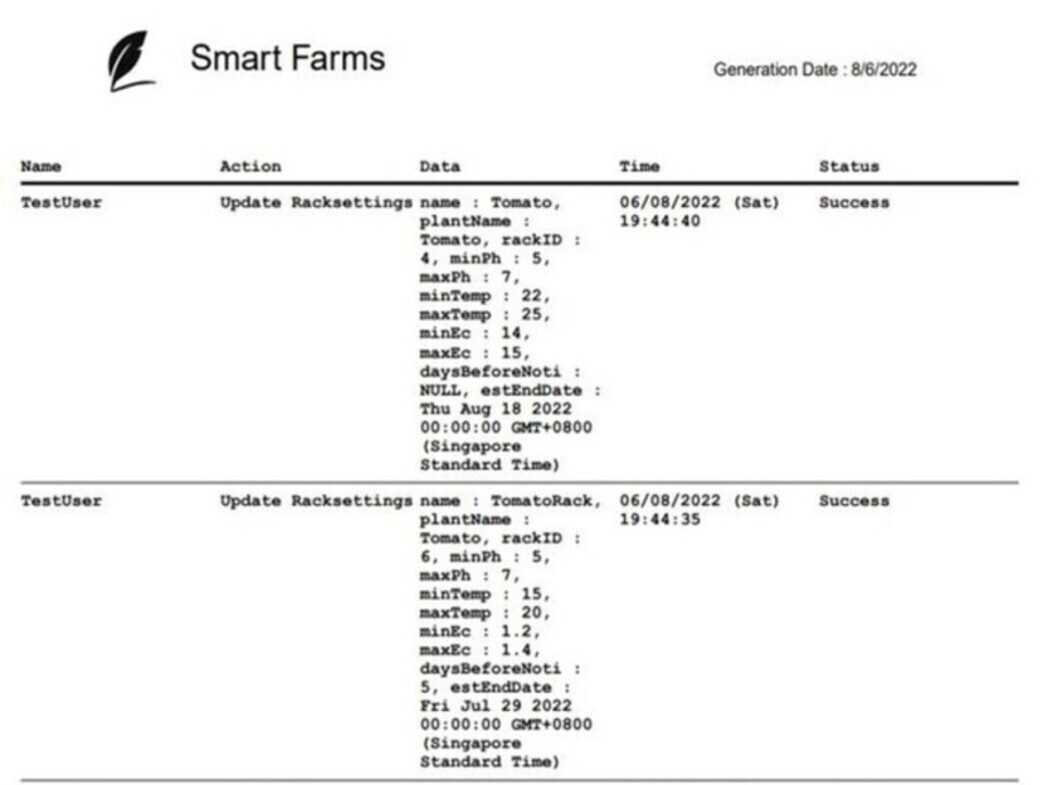 Smart Farms
Generation Date : 8/6/2022
Name Action Data Time Status
TestUser Update Racksettings name : Tomato, 06/08/2022 (Sat) Success
plantName : 19:44:40
Tomato, rackID :
4, minPh : 5,
maxPh : 7,
minTemp : 22,
maxTemp : 25,
minEc : 14,
maxEc : 15,
daysBeforeNoti :
NULL, estEndDate :
Thu Aug 18 2022
00:00:00 GMT+0800
(Singapore
Standard Time)
TestUser Update Racksettings name : TomatoRack, 06/08/2022 (Sat) Success
plantName : 19:44:35
Tomato, rackID :
6, minPh : 5,
maxPh : 7,
minTemp : 15,
maxTemp : 20,
minEc : 1.2,
maxEc : 1.4,
daysBeforeNoti :
5, estEndDate :
Fri Jul 29 2022
00:00:00 GMT+0800
(Singapore
Standard Time)